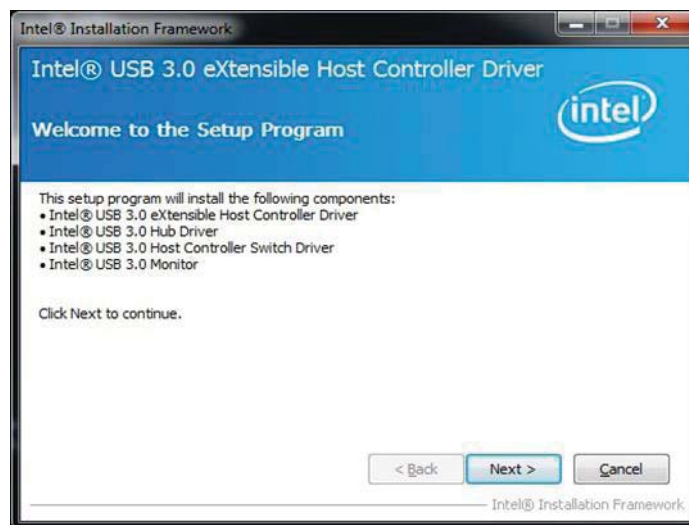 Intel® Installation Framework
Intel® USB 3.0 eXtensible Host Controller Driver
intel
Welcome to the Setup Program
This setup program will install the following components:
• Intel® USB 3.0 eXtensible Host Controller Driver
• Intel® USB 3.0 Hub Driver
• Intel® USB 3.0 Host Controller Switch Driver
• Intel® USB 3.0 Monitor
Click Next to continue.
< Back Next > Cancel
Intel® Installation Framework